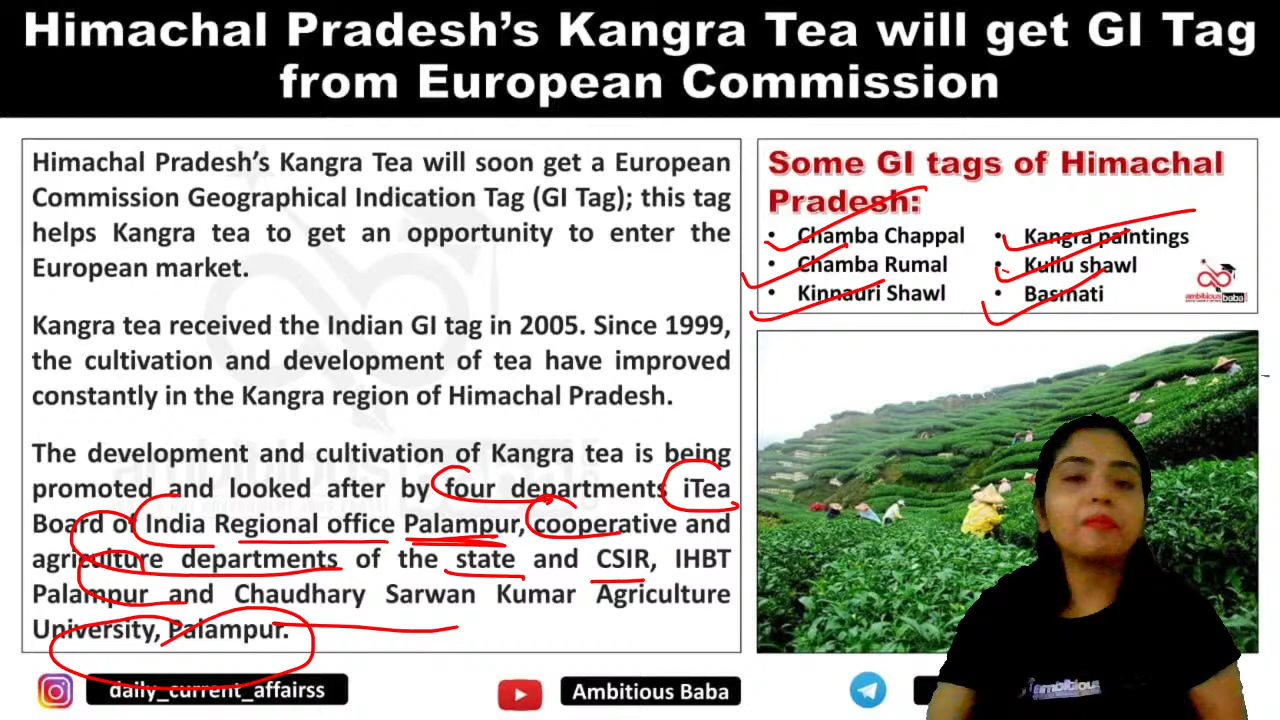 Himachal Pradesh's Kangra Tea will get GI Tag
from European Commission
Himachal Pradesh's Kangra Tea will soon get a European
Commission Geographical Indication Tag (GI Tag); this tag
helps Kangra tea to get an opportunity to enter the
European market.
Kangra tea received the Indian GI tag in 2005. Since 1999,
the cultivation and development of tea have improved
constantly in the Kangra region of Himachal Pradesh.
The development and cultivation of Kangra tea is being
promoted and looked after by four departments iTea
Board of India Regional office Palampur, cooperative and
agriculture departments of the state and CSIR, IHBT
Palampur and Chaudhary Sarwan Kumar Agriculture
University, Palampur.
Some GI tags of Himachal
Pradesh:
• Chamba Chappal
• Chamba Rumal
• Kinnauri Shawl
• Kangra paintings
• Kullu shawl
• Basmati
ambitious baba
daily_current_affairss
Ambitious Baba
ambitious